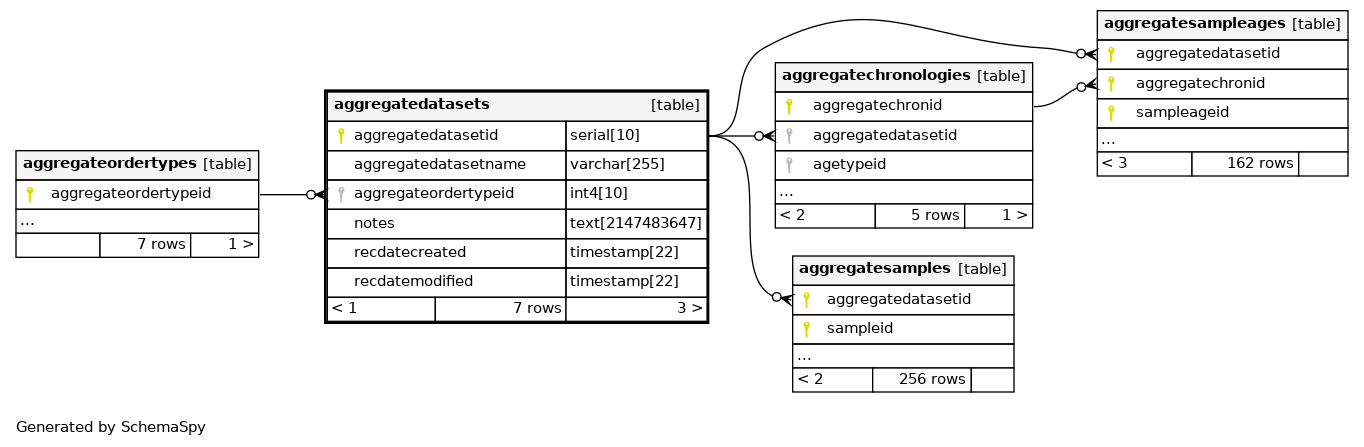 aggregateordertypes [table]
aggregateordertypeid
...
7 rows 1 >
aggregatedatasets [table]
aggregatedatasetid serial[10]
aggregatedatasetname varchar[255]
aggregateordertypeid int4[10]
notes text[2147483647]
recdatecreated timestamp[22]
recdatemodified timestamp[22]
< 1 7 rows 3 >
aggregatechronologies [table]
aggregatechronid
aggregatedatasetid
agetypeid
...
< 2 5 rows 1 >
aggregatesamples [table]
aggregatedatasetid
sampleid
...
< 2 256 rows
aggregatesampleages [table]
aggregatedatasetid
aggregatechronid
sampleageid
...
< 3 162 rows
Generated by SchemaSpy